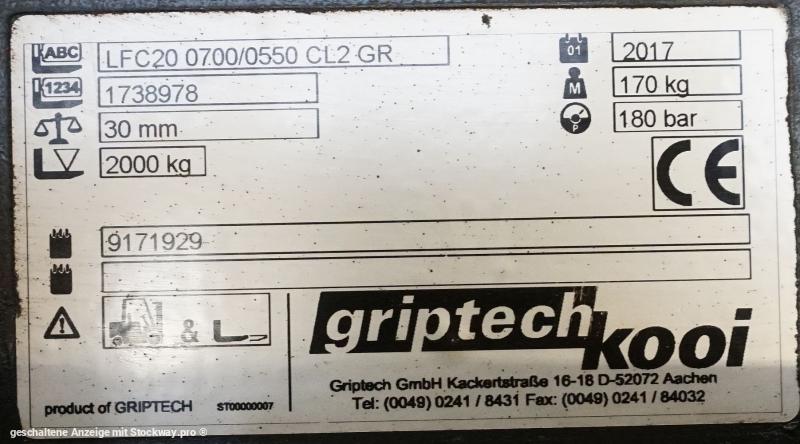 ABC LFC20 0700/0550 CL2 GR 01 2017
1234 1738978 M 170 kg
30 mm P 180 bar
2000 kg CE
9171929
&
griptech
kooi
Griptech GmbH Kackertstraße 16-18 D-52072 Aachen
product of GRIPTECH ST00000007 Tel: (0049) 0241 / 8431 Fax: (0049) 0241 / 84032
geschaltene Anzeige mit Stockway.pro ®